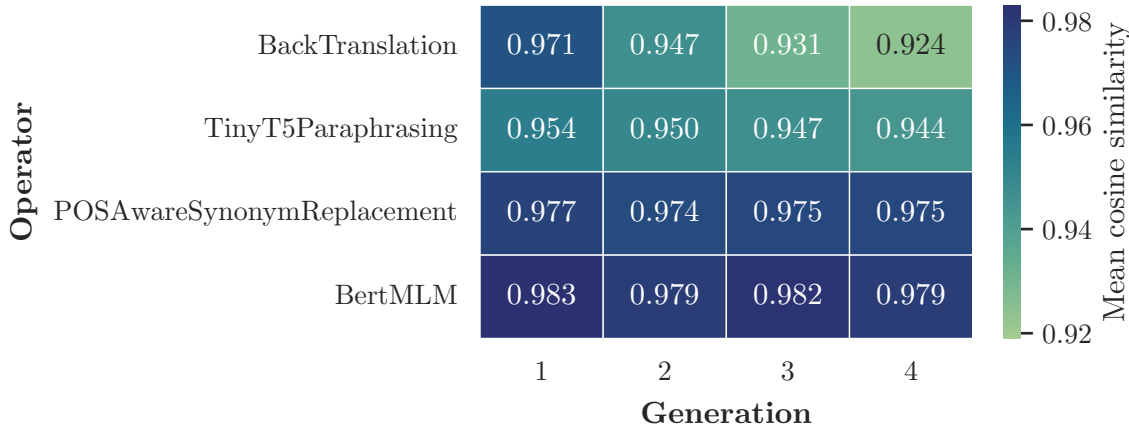 BackTranslation 0.971 0.947 0.931 0.924
TinyT5Paraphrasing 0.954 0.950 0.947 0.944
POSAwareSynonymReplacement 0.977 0.974 0.975 0.975
BertMLM 0.983 0.979 0.982 0.979
1 2 3 4
Generation
Operator
0.98
0.96
0.94
0.92
Mean cosine similarity